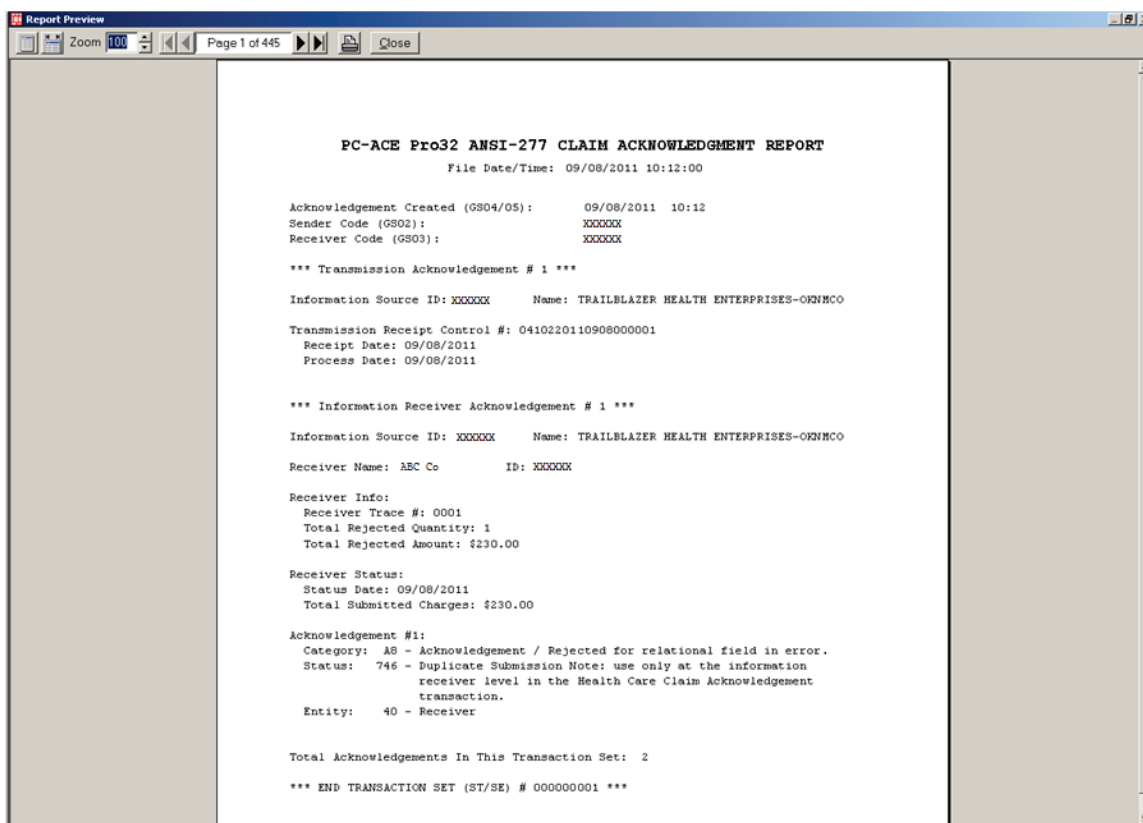 Report Preview
Zoom 100 Page 1 of 445 Close
PC-ACE Pro32 ANSI-277 CLAIM ACKNOWLEDGMENT REPORT
File Date/Time: 09/08/2011 10:12:00
Acknowledgement Created (GS04/05): 09/08/2011 10:12
Sender Code (GS02): XXXXXX
Receiver Code (GS03): XXXXXX
*** Transmission Acknowledgement # 1 ***
Information Source ID: XXXXXX Name: TRAILBLAZER HEALTH ENTERPRISES-OKNMCO
Transmission Receipt Control #: 0410220110908000001
Receipt Date: 09/08/2011
Process Date: 09/08/2011
*** Information Receiver Acknowledgement # 1 ***
Information Source ID: XXXXXX Name: TRAILBLAZER HEALTH ENTERPRISES-OKNMCO
Receiver Name: ABC Co ID: XXXXXX
Receiver Info:
Receiver Trace #: 0001
Total Rejected Quantity: 1
Total Rejected Amount: $230.00
Receiver Status:
Status Date: 09/08/2011
Total Submitted Charges: $230.00
Acknowledgement #1:
Category: A8 - Acknowledgement / Rejected for relational field in error.
Status: 746 - Duplicate Submission Note: use only at the information
receiver level in the Health Care Claim Acknowledgement
transaction.
Entity: 40 - Receiver
Total Acknowledgements In This Transaction Set: 2
*** END TRANSACTION SET (ST/SE) # 000000001 ***